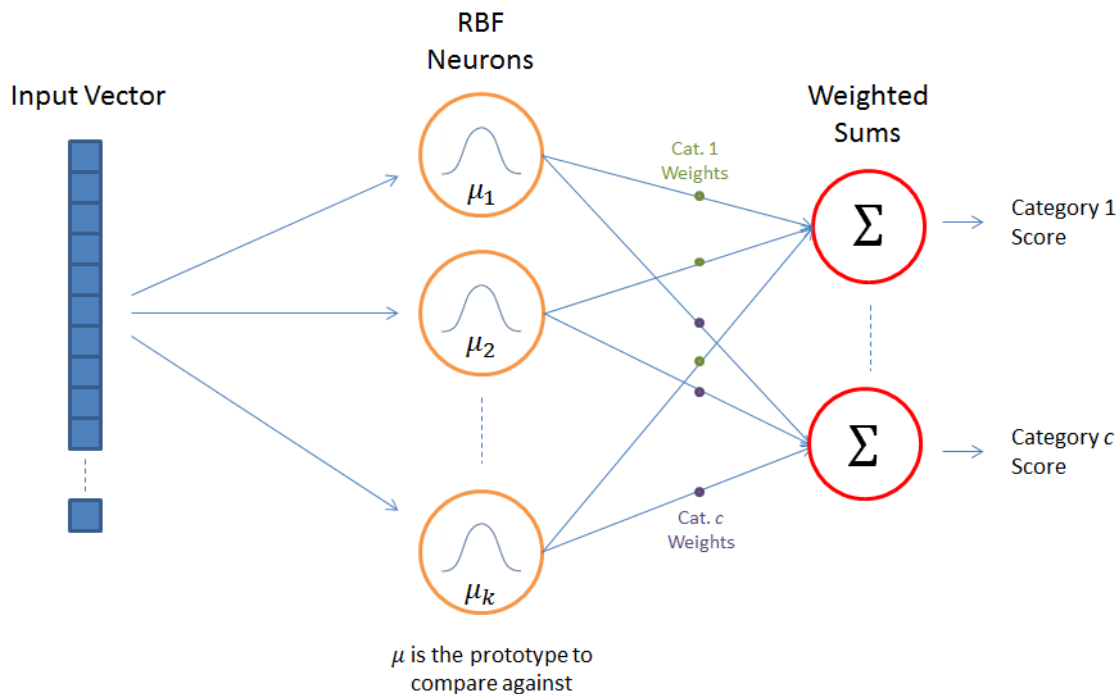 RBF
Neurons
Input Vector
Weighted
Sums
Cat. 1
Weights
μ1
Σ
Category 1
Score
μ2
Σ
Category c
Score
Cat. c
Weights
μk
μ is the prototype to
compare against